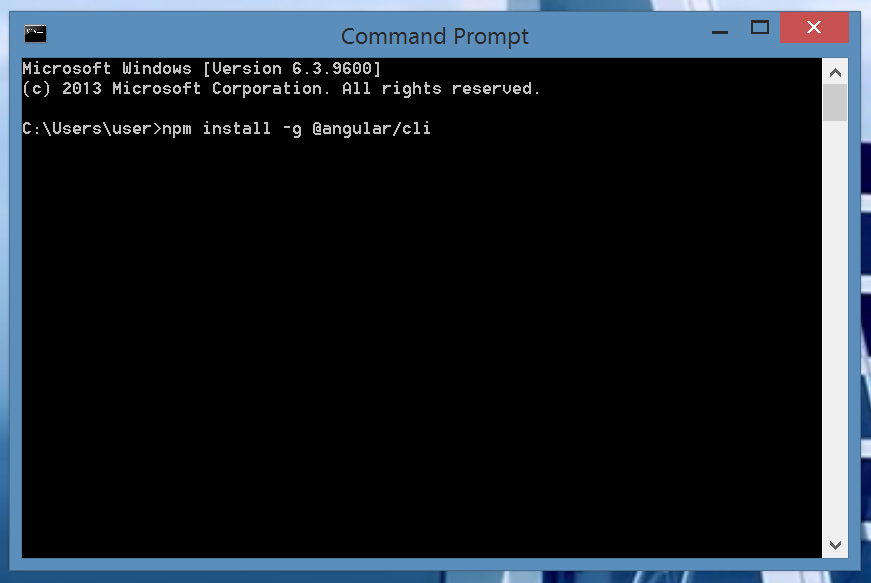 Command Prompt
Microsoft Windows [Version 6.3.9600]
(c) 2013 Microsoft Corporation. All rights reserved.
C:\Users\user>npm install -g @angular/cli